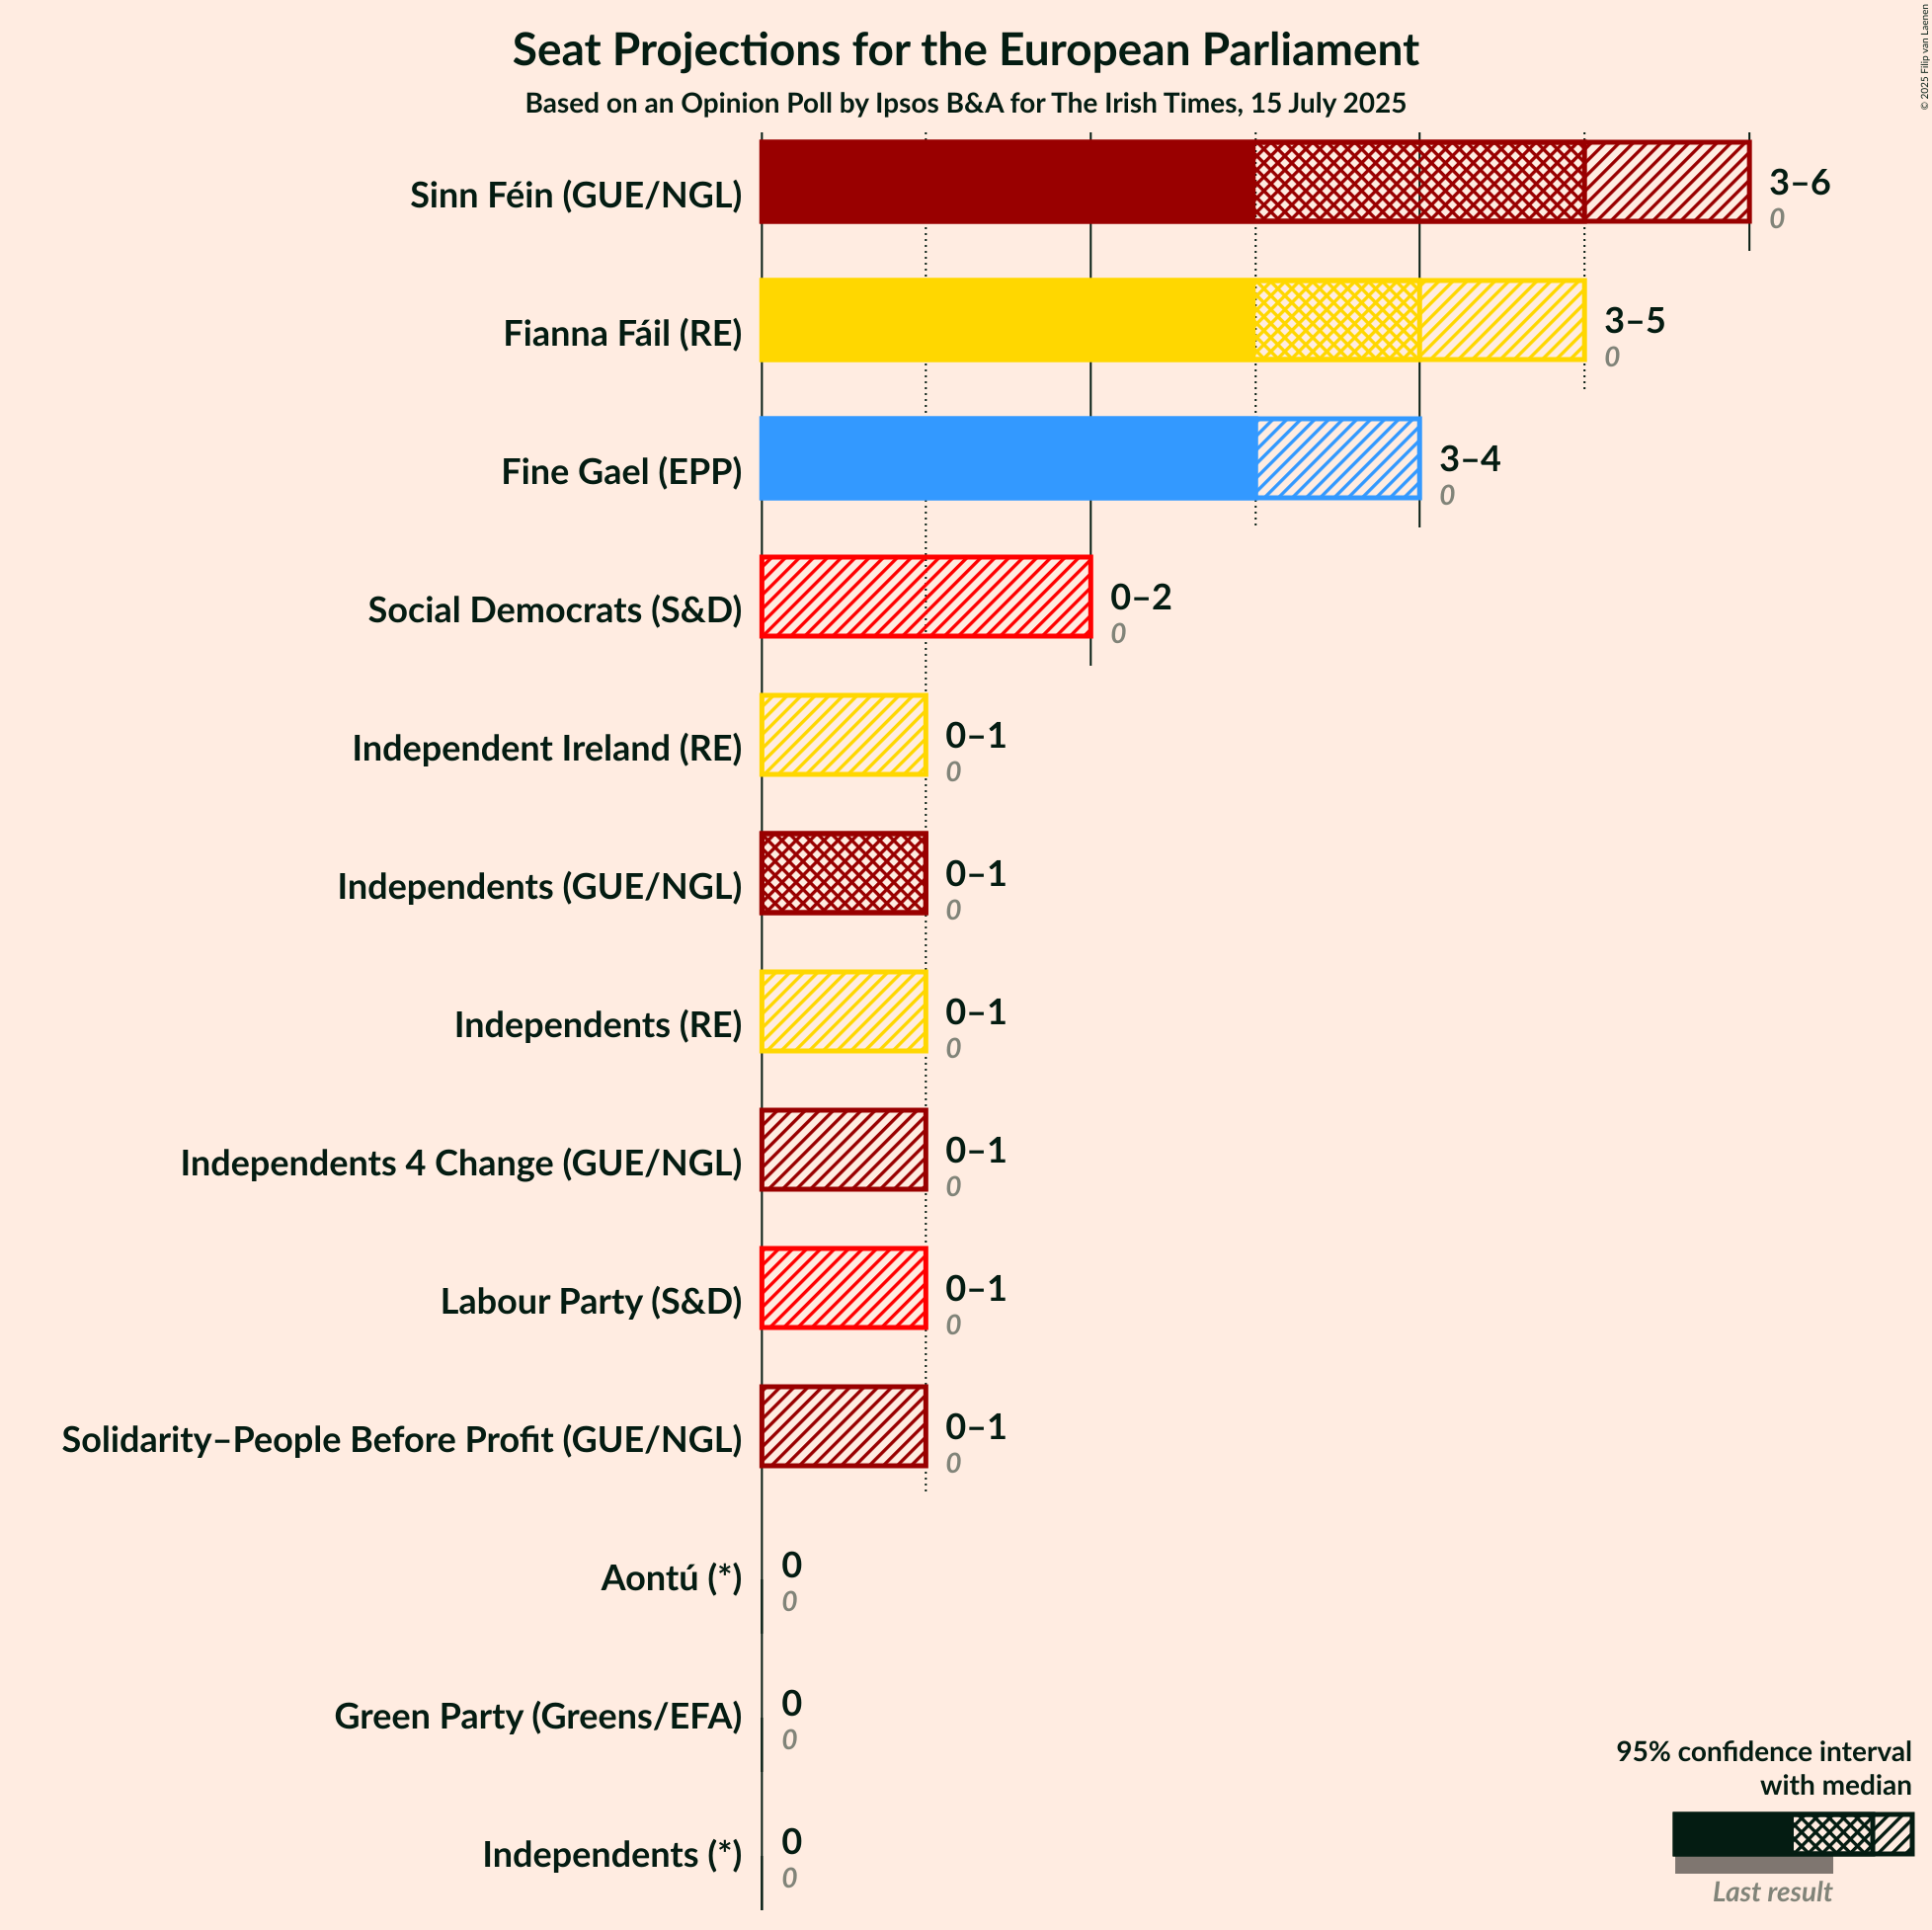 Seat Projections for the European Parliament
Based on an Opinion Poll by Ipsos B&A for The Irish Times, 15 July 2025
© 2025 Filip van Laenen
Sinn Féin (GUE/NGL)
3–6
0
Fianna Fáil (RE)
3–5
0
Fine Gael (EPP)
3–4
0
Social Democrats (S&D)
0–2
0
Independent Ireland (RE)
0–1
0
Independents (GUE/NGL)
0–1
0
Independents (RE)
0–1
0
Independents 4 Change (GUE/NGL)
0–1
0
Labour Party (S&D)
0–1
0
Solidarity–People Before Profit (GUE/NGL)
0–1
0
Aontú (*)
0
0
Green Party (Greens/EFA)
0
0
Independents (*)
0
0
95% confidence interval
with median
Last result